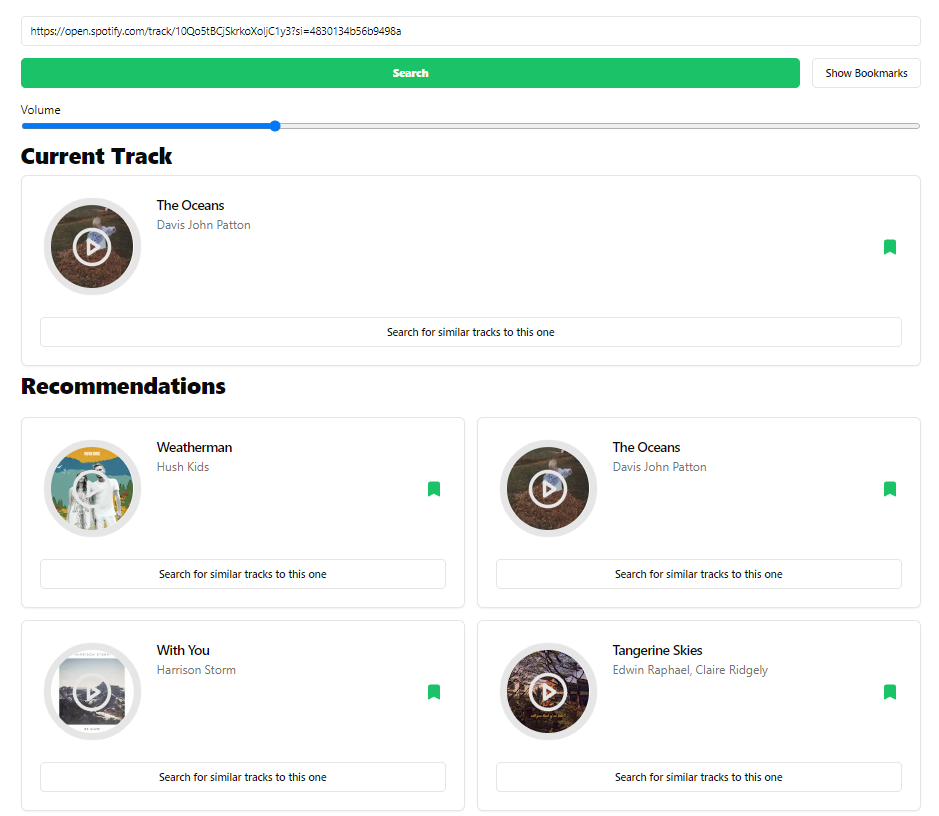 https://open.spotify.com/track/10Qo5tBCjSkrkoXoljC1y3?si=4830134b56b9498a
Search
Show Bookmarks
Volume
Current Track
The Oceans
Davis John Patton
Search for similar tracks to this one
Recommendations
Weatherman
Hush Kids
Search for similar tracks to this one
The Oceans
Davis John Patton
Search for similar tracks to this one
With You
Harrison Storm
Search for similar tracks to this one
Tangerine Skies
Edwin Raphael, Claire Ridgely
Search for similar tracks to this one